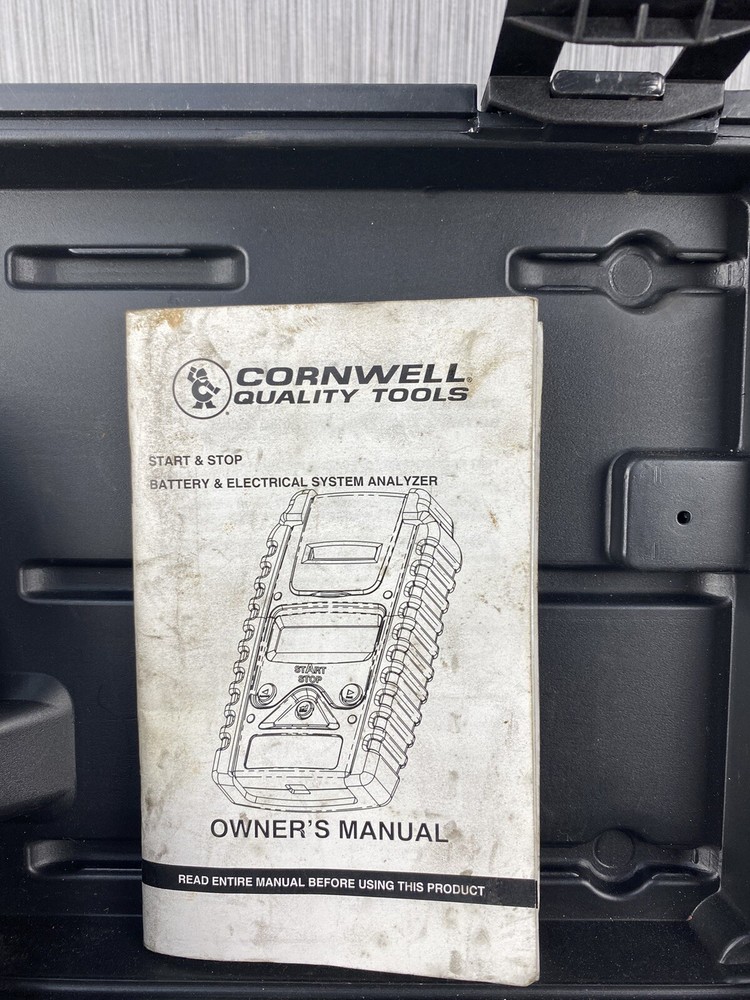 CORNWELL®
QUALITY TOOLS
START & STOP
BATTERY & ELECTRICAL SYSTEM ANALYZER
START
STOP
OWNER'S MANUAL
READ ENTIRE MANUAL BEFORE USING THIS PRODUCT